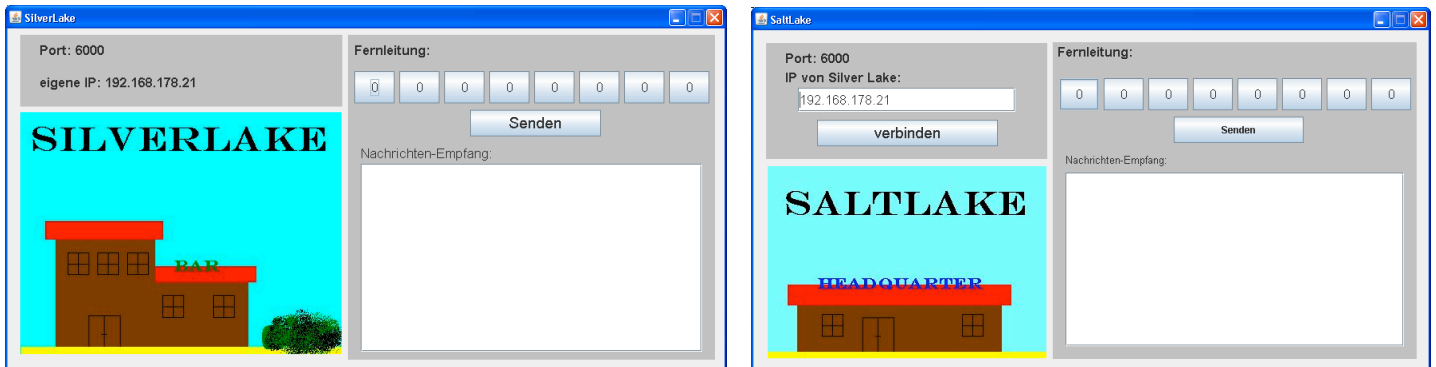 SilverLake
Port: 6000
eigene IP: 192.168.178.21
SILVERLAKE
BAR
Fernleitung:
0 0 0 0 0 0 0 0
Senden
Nachrichten-Empfang:
SaltLake
Port: 6000
IP von Silver Lake:
192.168.178.21
verbinden
SALTLAKE
HEADQUARTER
Fernleitung:
0 0 0 0 0 0 0 0
Senden
Nachrichten-Empfang: